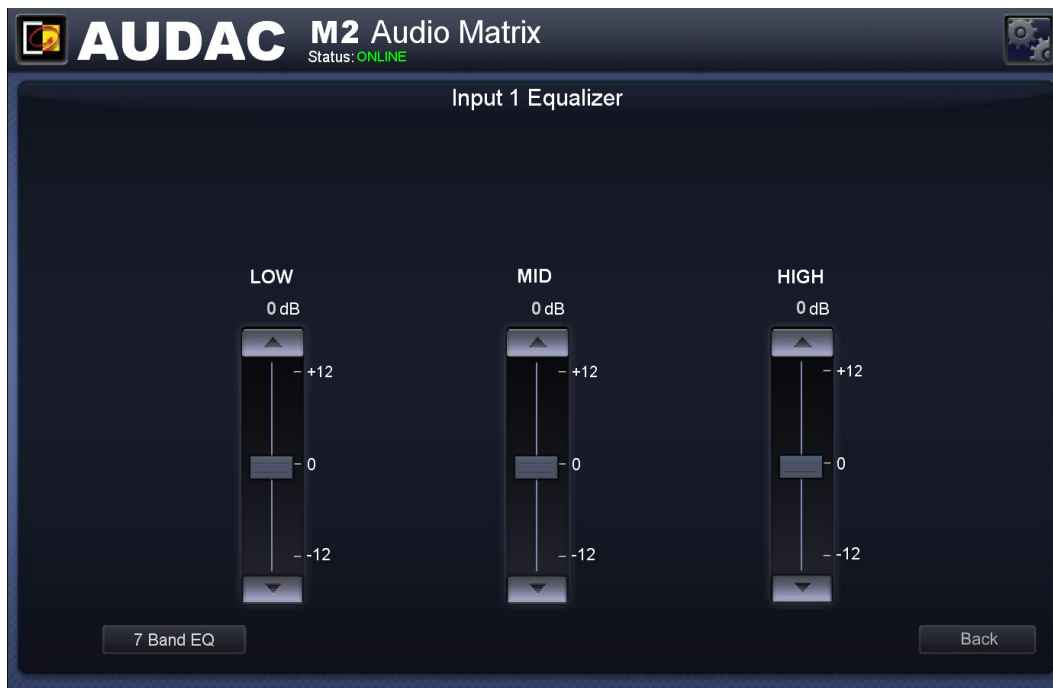 AUDAC M2 Audio Matrix
Status: ONLINE
Input 1 Equalizer
LOW MID HIGH
0 dB 0 dB 0 dB
+12 +12 +12
0 0 0
-12 -12 -12
7 Band EQ Back